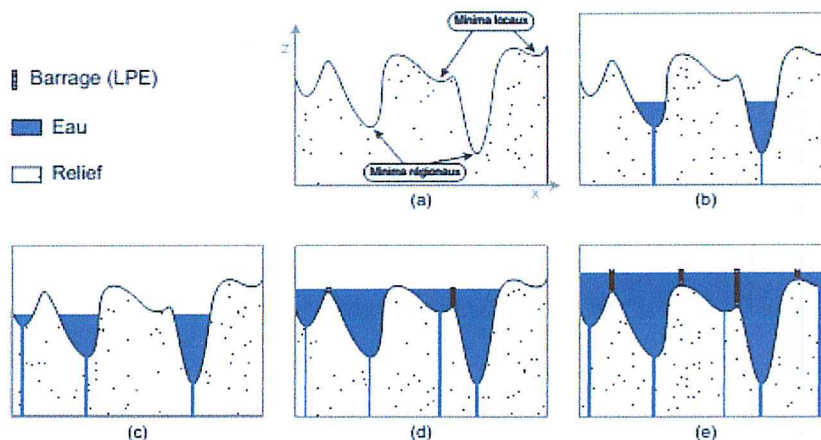 Minima locaux
z
Barrage (LPE)
Eau
Relief
Minima régionaux
x
(a)
(b)
(c)
(d)
(e)